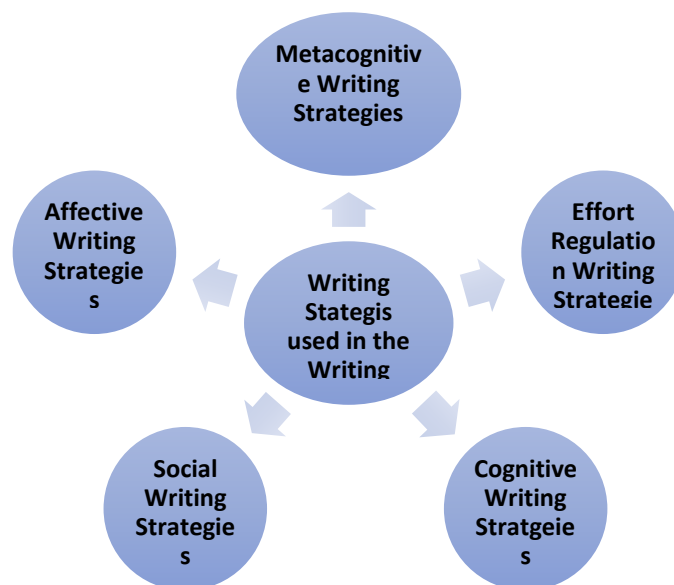 Metacognitiv
e Writing
Strategies
Affective
Writing
Strategie
s
Effort
Regulatio
n Writing
Strategie
Writing
Stategis
used in the
Writing
Social
Writing
Strategie
s
Cognitive
Writing
Stratgeie
s